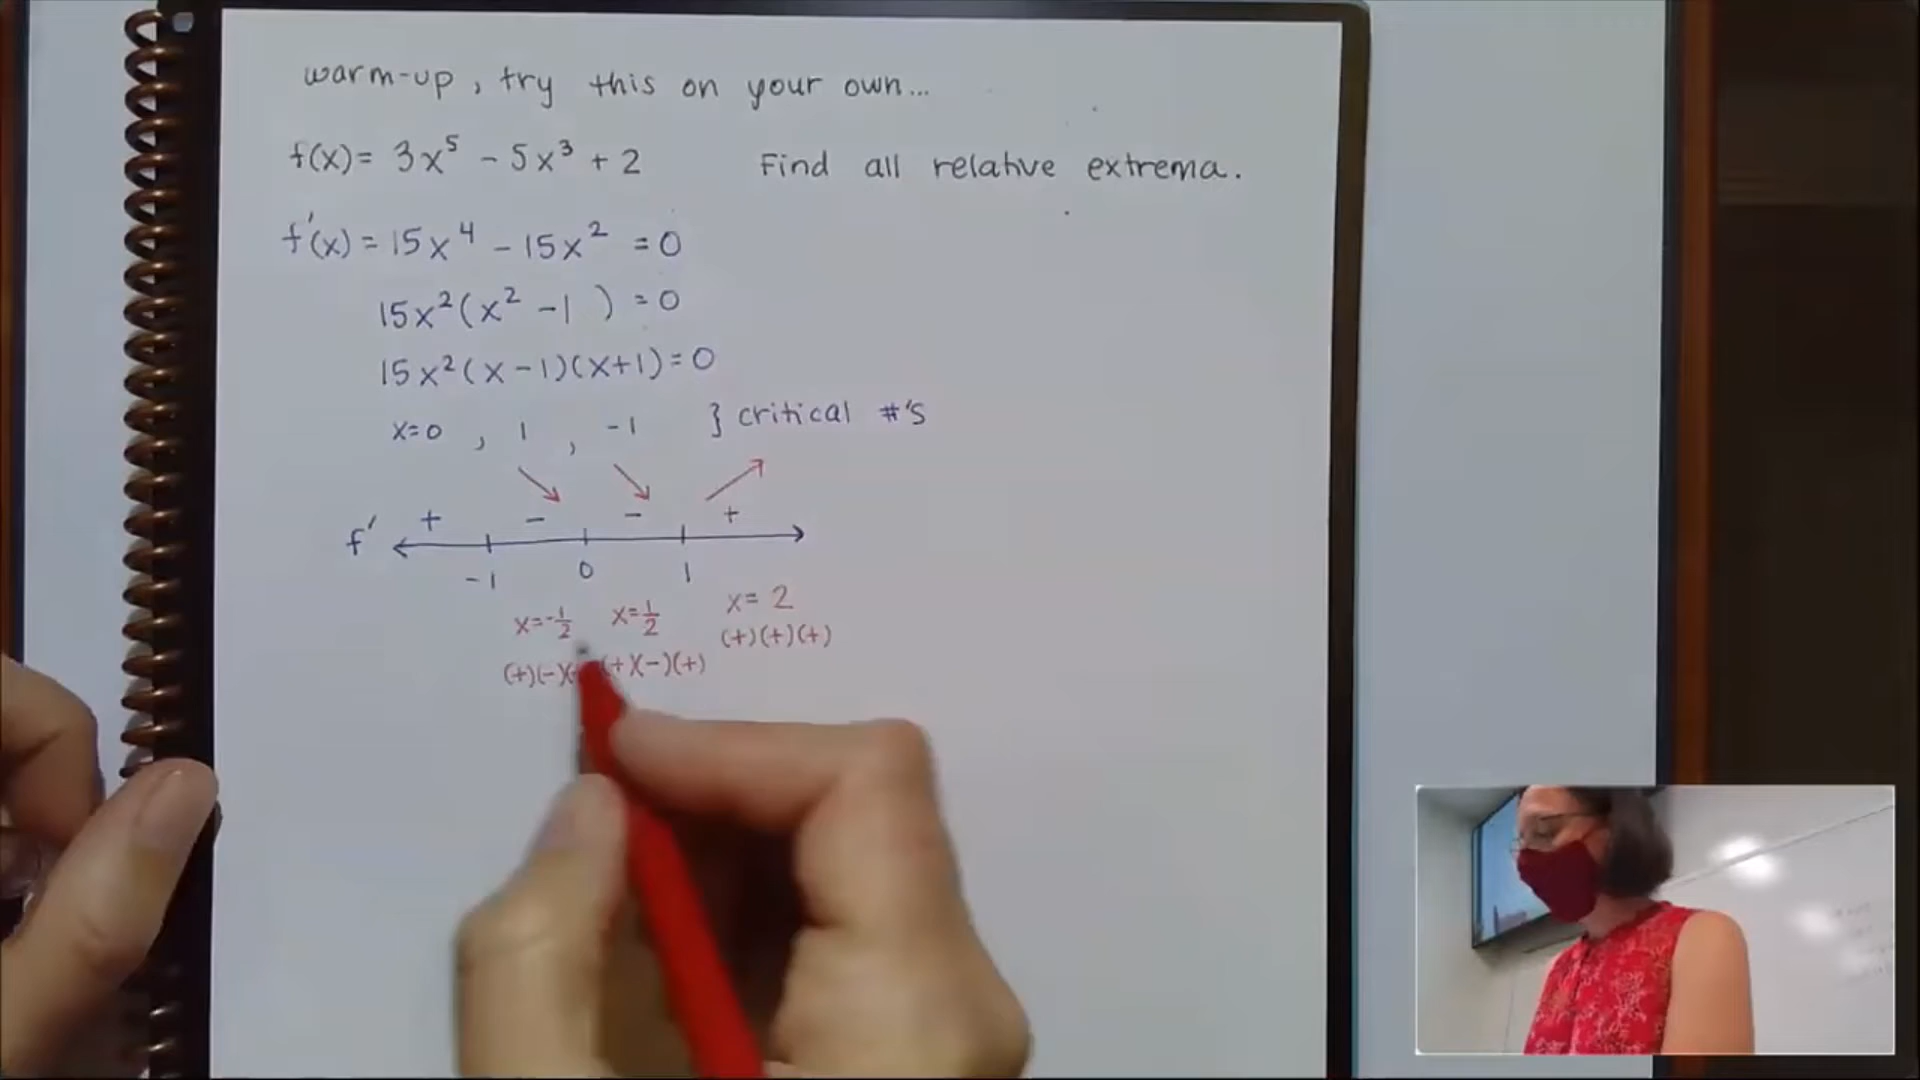 warm-up, try this on your own...
f(x) = 3x⁵ - 5x³ + 2 Find all relative extrema.
f'(x) = 15x⁴ - 15x² = 0
15x²(x² - 1) = 0
15x²(x - 1)(x + 1) = 0
x = 0, 1, -1 } critical #'s
+ - - +
f'
-1 0 1
x = -½ x = ½ x = 2
(+)(-) (+)(-)(+) (+)(+)(+)